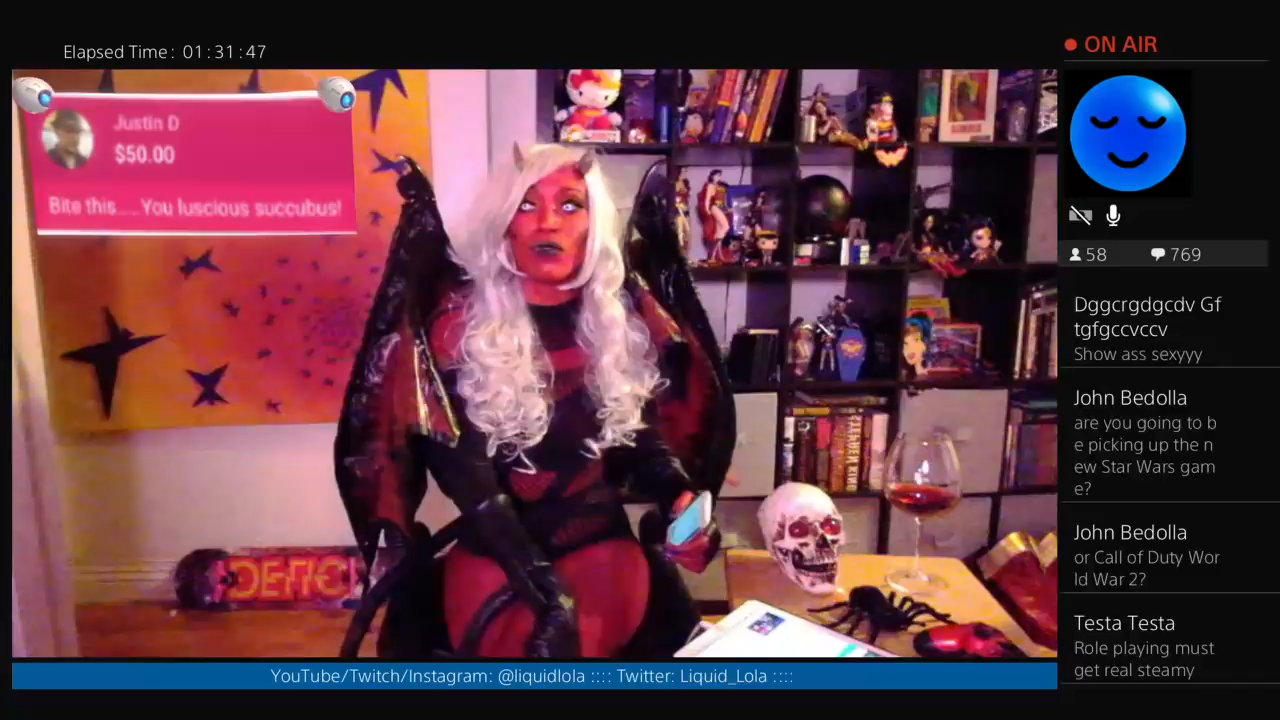 Elapsed Time: 01:31:47
ON AIR
Justin D
$50.00
Bite this.... You luscious succubus!
58 769
Dggcrgdgcdv Gf
tgfgccvccv
Show ass sexyyy
John Bedolla
are you going to b
e picking up the n
ew Star Wars gam
e?
John Bedolla
or Call of Duty Wor
ld War 2?
Testa Testa
Role playing must
get real steamy
STEPHEN KING
YouTube/Twitch/Instagram: @liquidlola :::: Twitter: Liquid_Lola ::::